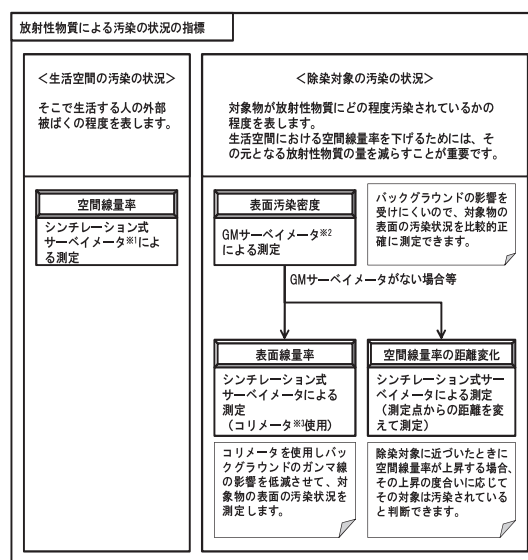 放射性物質による汚染の状況の指標
<生活空間の汚染の状況>
そこで生活する人の外部
被ばくの程度を表します。
<除染対象の汚染の状況>
対象物が放射性物質にどの程度汚染されているかの
程度を表します。
生活空間における空間線量率を下げるためには、そ
の元となる放射性物質の量を減らすことが重要です。
空間線量率
シンチレーション式
サーベイメータ※1によ
る測定
表面汚染密度
GMサーベイメータ※2
による測定
バックグラウンドの影響を
受けにくいので、対象物の
表面の汚染状況を比較的正
確に測定できます。
GMサーベイメータがない場合等
表面線量率
シンチレーション式
サーベイメータによる
測定
(コリメータ※3使用)
空間線量率の距離変化
シンチレーション式サー
ベイメータによる測定
(測定点からの距離を変
えて測定)
コリメータを使用しバック
グラウンドのガンマ線
の影響を低減させて、対
象物の表面の汚染状況を
測定します。
除染対象に近づいたときに
空間線量率が上昇する場合、
その上昇の度合いに応じて
その対象は汚染されている
と判断できます。